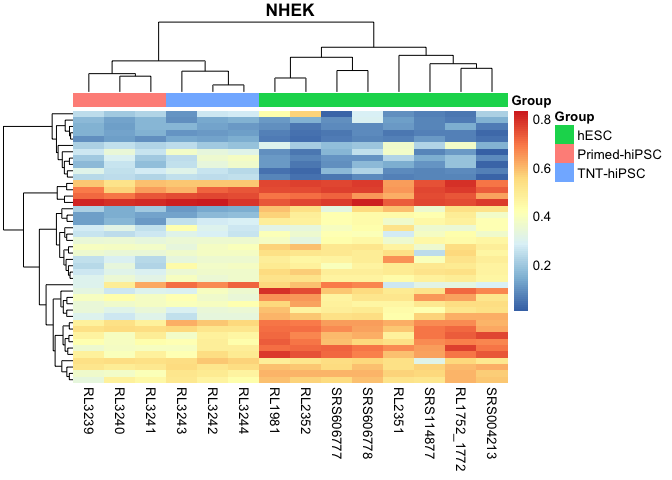 NHEK
Group
0.8
0.6
0.4
0.2
Group
hESC
Primed-hiPSC
TNT-hiPSC
RL3239
RL3240
RL3241
RL3243
RL3242
RL3244
RL1981
RL2352
SRS606777
SRS606778
RL2351
SRS114877
RL1752_1772
SRS004213